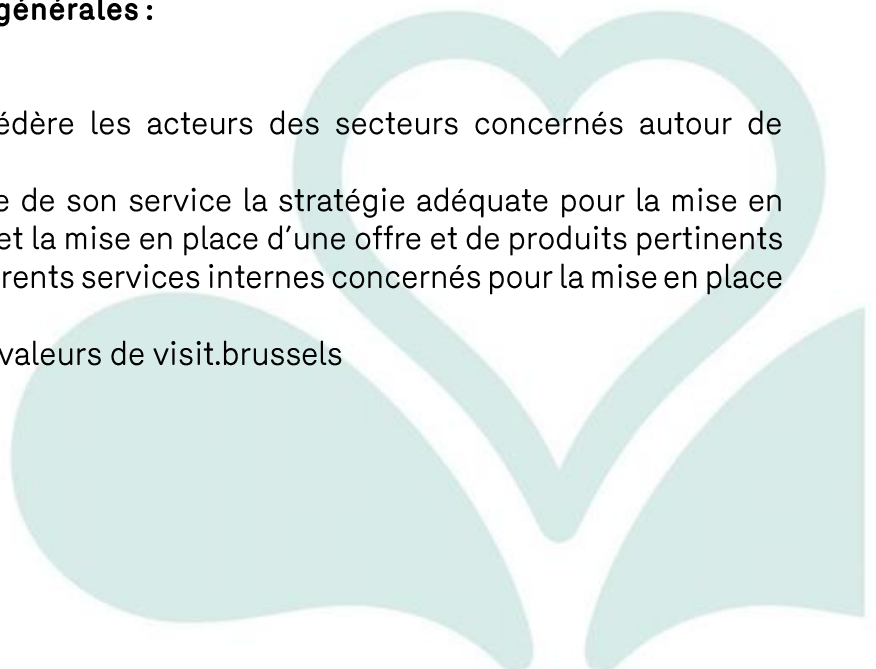 générales :
édère les acteurs des secteurs concernés autour de
e de son service la stratégie adéquate pour la mise en
et la mise en place d’une offre et de produits pertinents
rents services internes concernés pour la mise en place
valeurs de visit.brussels